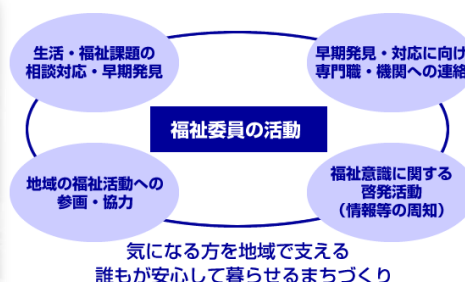 生活・福祉課題の
相談対応・早期発見
早期発見・対応に向け
専門職・機関への連絡
福祉委員の活動
地域の福祉活動への
参画・協力
福祉意識に関する
啓発活動
（情報等の周知）
気になる方を地域で支える
誰もが安心して暮らせるまちづくり